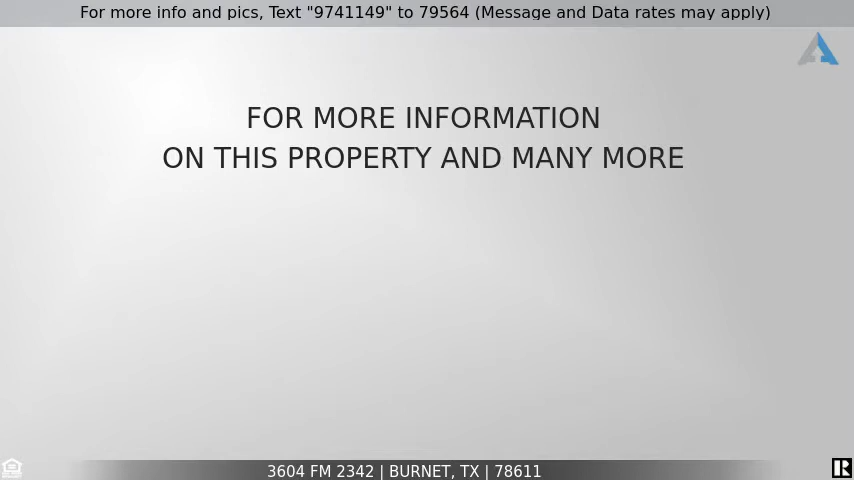 For more info and pics, Text "9741149" to 79564 (Message and Data rates may apply)
FOR MORE INFORMATION
ON THIS PROPERTY AND MANY MORE
3604 FM 2342 | BURNET, TX | 78611